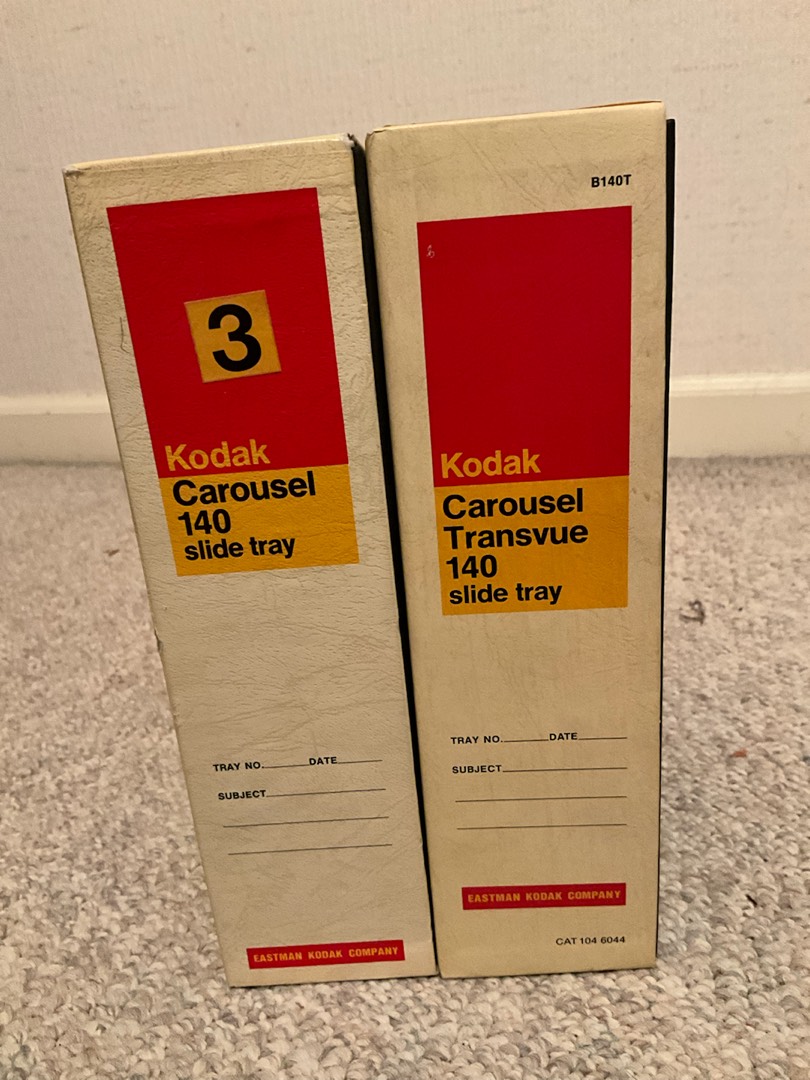 3
Kodak
Carousel
140
slide tray
TRAY NO. DATE
SUBJECT
EASTMAN KODAK COMPANY
B140T
Kodak
Carousel
Transvue
140
slide tray
TRAY NO. DATE
SUBJECT
EASTMAN KODAK COMPANY
CAT 104 6044